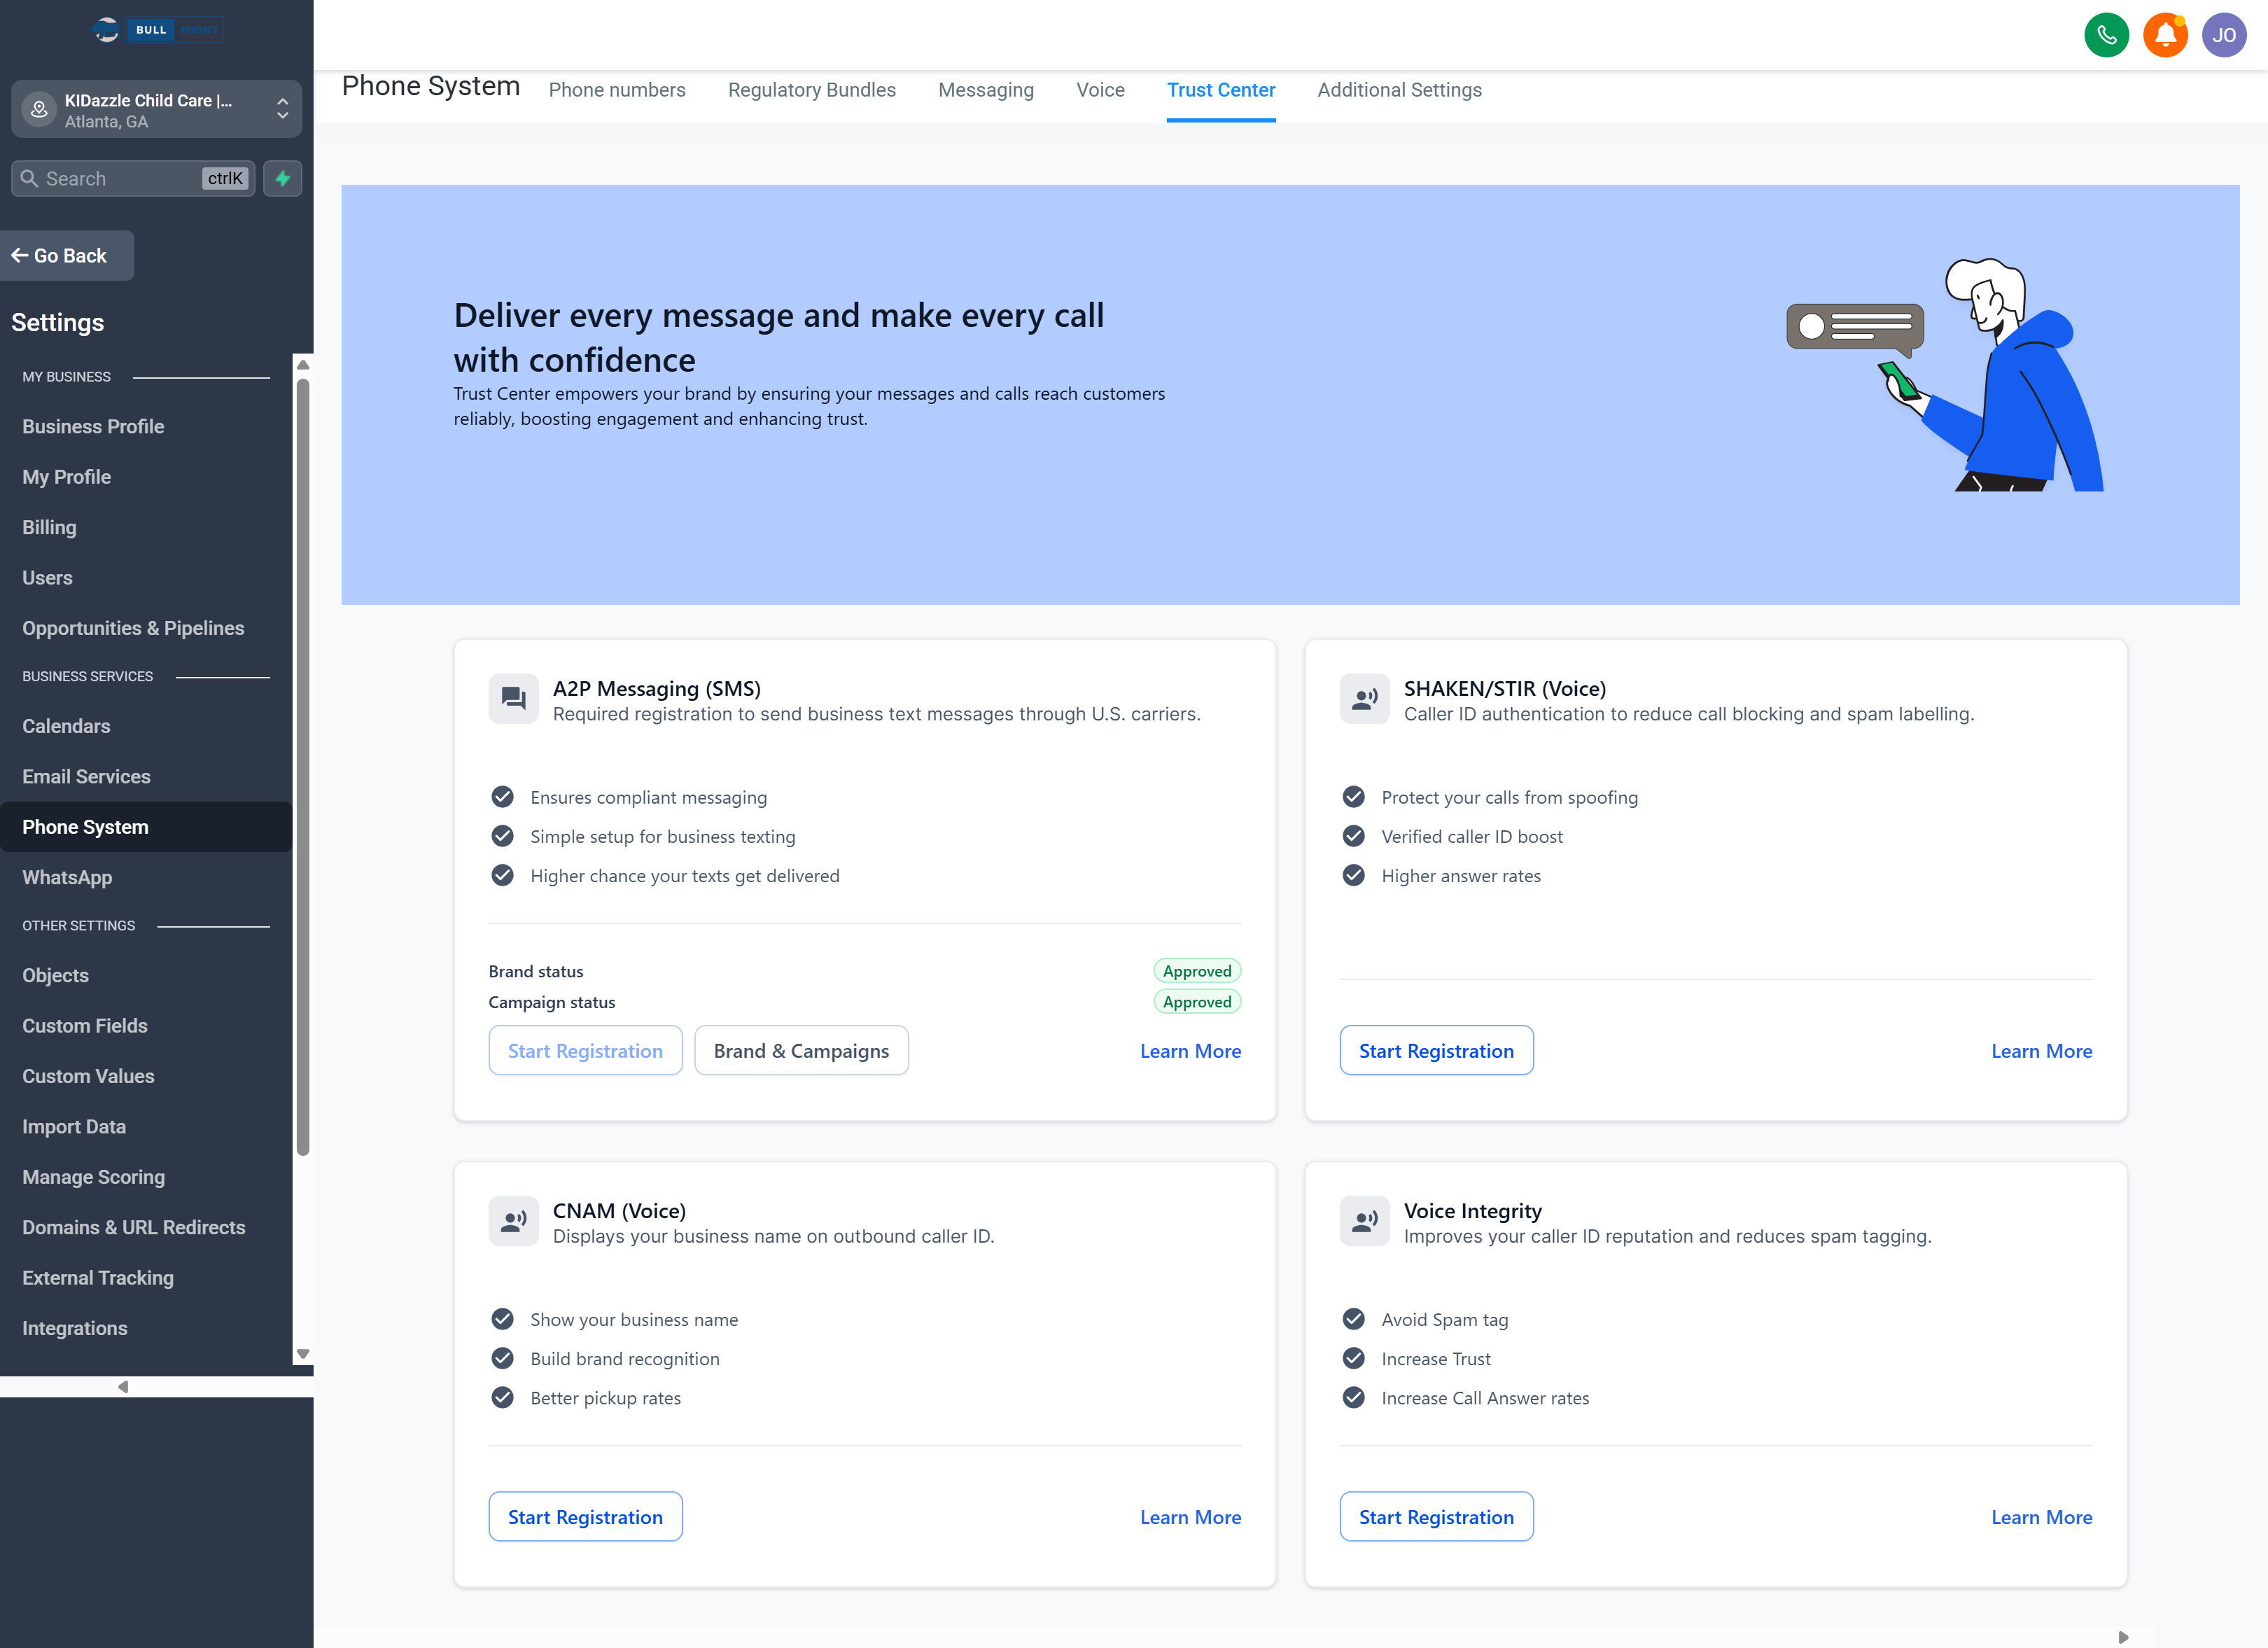 BULL MIGHT
KIDazzle Child Care |...
Atlanta, GA
Search
ctrlK
Go Back
Settings
MY BUSINESS
Business Profile
My Profile
Billing
Users
Opportunities & Pipelines
BUSINESS SERVICES
Calendars
Email Services
Phone System
WhatsApp
OTHER SETTINGS
Objects
Custom Fields
Custom Values
Import Data
Manage Scoring
Domains & URL Redirects
External Tracking
Integrations
JO
Phone System
Phone numbers
Regulatory Bundles
Messaging
Voice
Trust Center
Additional Settings
Deliver every message and make every call
with confidence
Trust Center empowers your brand by ensuring your messages and calls reach customers
reliably, boosting engagement and enhancing trust.
A2P Messaging (SMS)
Required registration to send business text messages through U.S. carriers.
Ensures compliant messaging
Simple setup for business texting
Higher chance your texts get delivered
Brand status
Approved
Campaign status
Approved
Start Registration
Brand & Campaigns
Learn More
SHAKEN/STIR (Voice)
Caller ID authentication to reduce call blocking and spam labelling.
Protect your calls from spoofing
Verified caller ID boost
Higher answer rates
Start Registration
Learn More
CNAM (Voice)
Displays your business name on outbound caller ID.
Show your business name
Build brand recognition
Better pickup rates
Start Registration
Learn More
Voice Integrity
Improves your caller ID reputation and reduces spam tagging.
Avoid Spam tag
Increase Trust
Increase Call Answer rates
Start Registration
Learn More